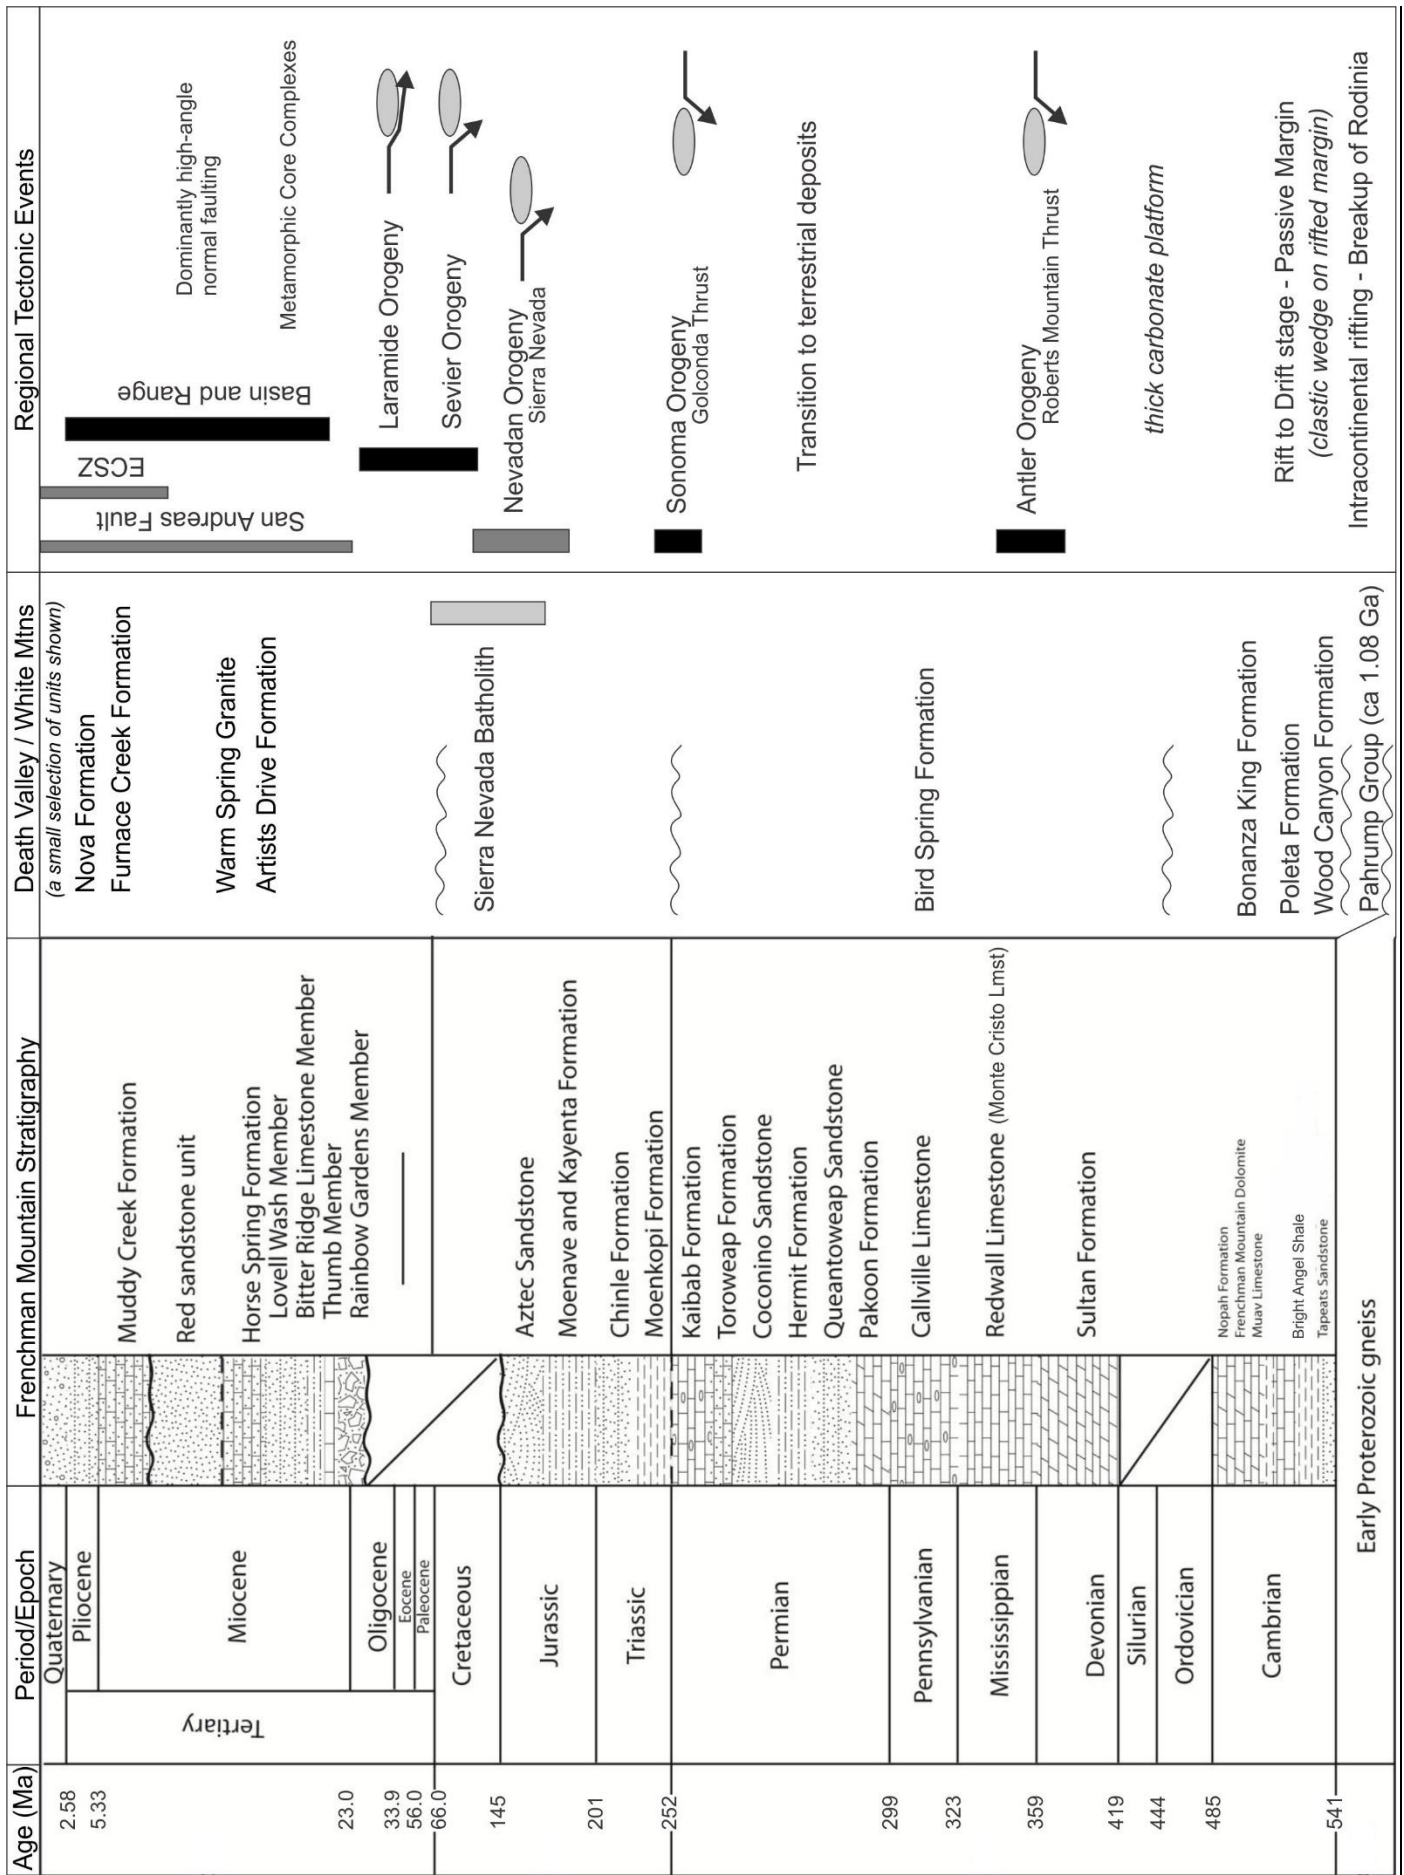 Age (Ma)
2.58
5.33
23.0
33.9
56.0
66.0
145
201
252
299
323
359
419
444
485
541
Period/Epoch
Quaternary
Pliocene
Miocene
Oligocene
Eocene
Paleocene
Tertiary
Cretaceous
Jurassic
Triassic
Permian
Pennsylvanian
Mississippian
Devonian
Silurian
Ordovician
Cambrian
Frenchman Mountain Stratigraphy
Muddy Creek Formation
Red sandstone unit
Horse Spring Formation
Lovell Wash Member
Bitter Ridge Limestone Member
Thumb Member
Rainbow Gardens Member
Aztec Sandstone
Moenave and Kayenta Formation
Chinle Formation
Moenkopi Formation
Kaibab Formation
Toroweap Formation
Coconino Sandstone
Hermit Formation
Queantoweap Sandstone
Pakoon Formation
Callville Limestone
Redwall Limestone (Monte Cristo Lmst)
Sultan Formation
Nopah Formation
Frenchman Mountain Dolomite
Muav Limestone
Bright Angel Shale
Tapeats Sandstone
Early Proterozoic gneiss
Death Valley / White Mtns
(a small selection of units shown)
Nova Formation
Furnace Creek Formation
Warm Spring Granite
Artists Drive Formation
Sierra Nevada Batholith
Bird Spring Formation
Bonanza King Formation
Poleta Formation
Wood Canyon Formation
Pahrump Group (ca 1.08 Ga)
Regional Tectonic Events
San Andreas Fault
ECSZ
Basin and Range
Dominantly high-angle
normal faulting
Metamorphic Core Complexes
Laramide Orogeny
Sevier Orogeny
Nevadan Orogeny
Sierra Nevada
Sonoma Orogeny
Golconda Thrust
Transition to terrestrial deposits
Antler Orogeny
Roberts Mountain Thrust
thick carbonate platform
Rift to Drift stage - Passive Margin
(clastic wedge on rifted margin)
Intracontinental rifting - Breakup of Rodinia